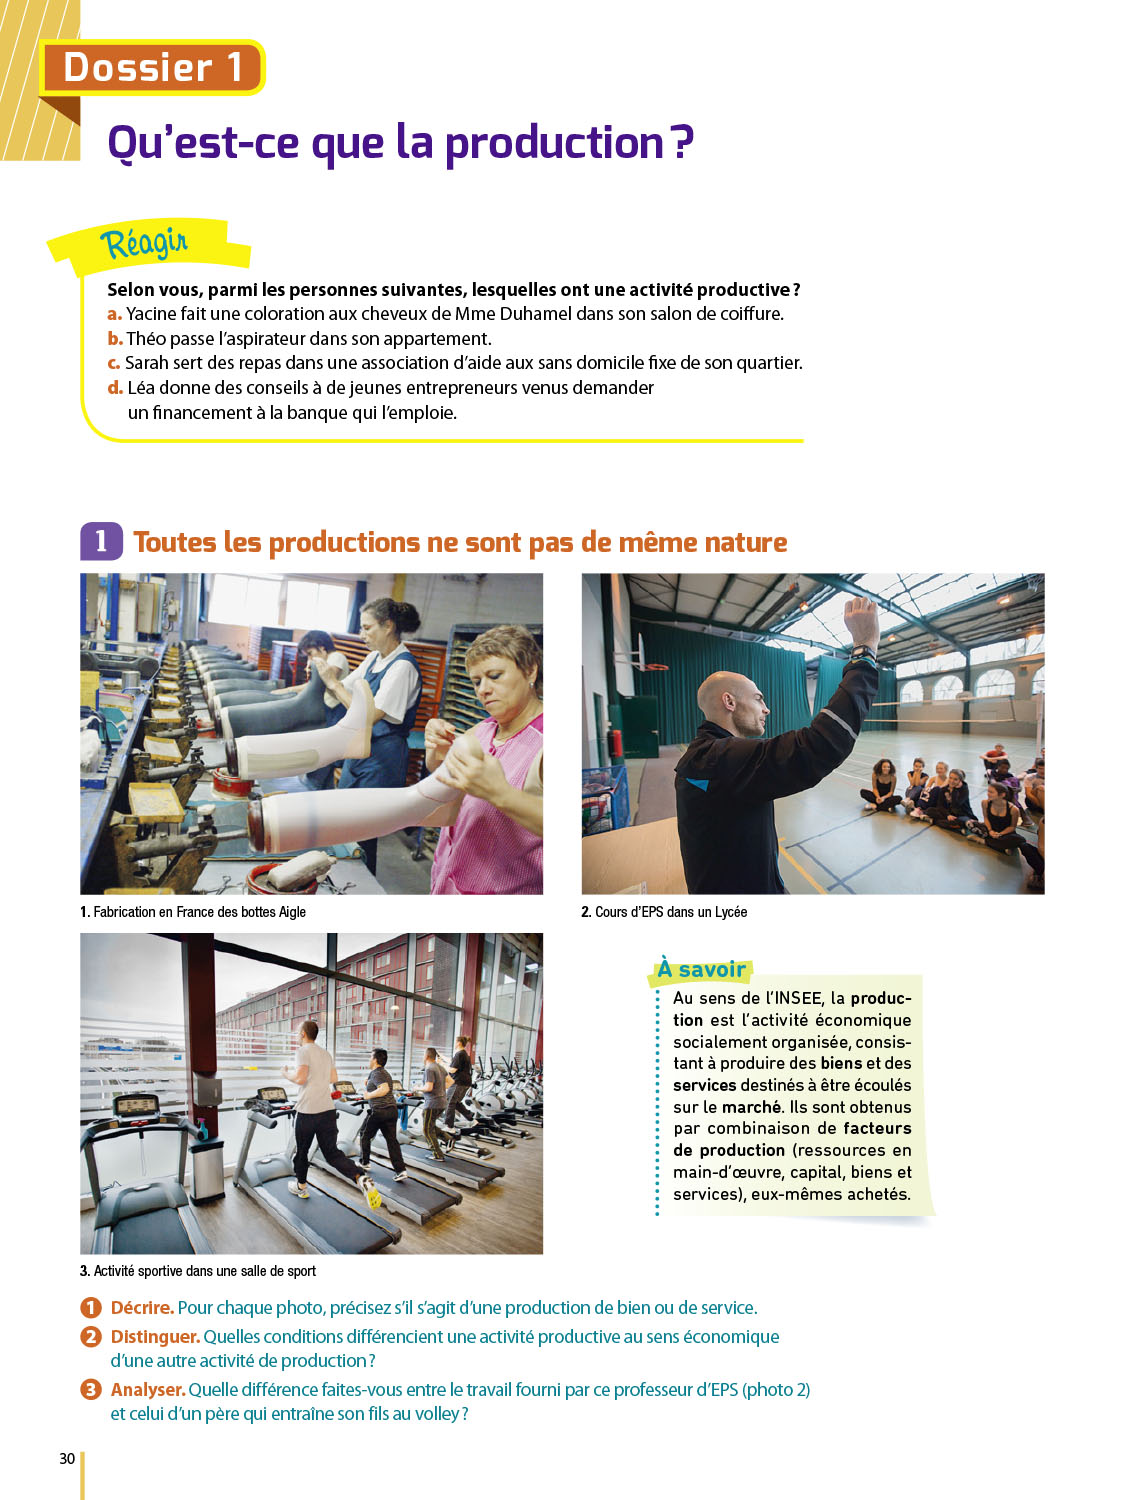 Dossier 1
Qu’est-ce que la production ?
Réagir
Selon vous, parmi les personnes suivantes, lesquelles ont une activité productive ?
a. Yacine fait une coloration aux cheveux de Mme Duhamel dans son salon de coiffure.
b. Théo passe l’aspirateur dans son appartement.
c. Sarah sert des repas dans une association d’aide aux sans domicile fixe de son quartier.
d. Léa donne des conseils à de jeunes entrepreneurs venus demander
un financement à la banque qui l’emploie.
1 Toutes les productions ne sont pas de même nature
1. Fabrication en France des bottes Aigle
2. Cours d’EPS dans un Lycée
3. Activité sportive dans une salle de sport
À savoir
Au sens de l’INSEE, la produc-
tion est l’activité économique
socialement organisée, consis-
tant à produire des biens et des
services destinés à être écoulés
sur le marché. Ils sont obtenus
par combinaison de facteurs
de production (ressources en
main-d’œuvre, capital, biens et
services), eux-mêmes achetés.
1 Décrire. Pour chaque photo, précisez s’il s’agit d’une production de bien ou de service.
2 Distinguer. Quelles conditions différencient une activité productive au sens économique
d’une autre activité de production ?
3 Analyser. Quelle différence faites-vous entre le travail fourni par ce professeur d’EPS (photo 2)
et celui d’un père qui entraîne son fils au volley ?
30